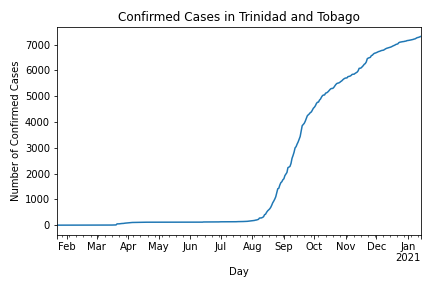 Confirmed Cases in Trinidad and Tobago
Number of Confirmed Cases
7000
6000
5000
4000
3000
2000
1000
0
Feb Mar Apr May Jun Jul Aug Sep Oct Nov Dec Jan
2021
Day